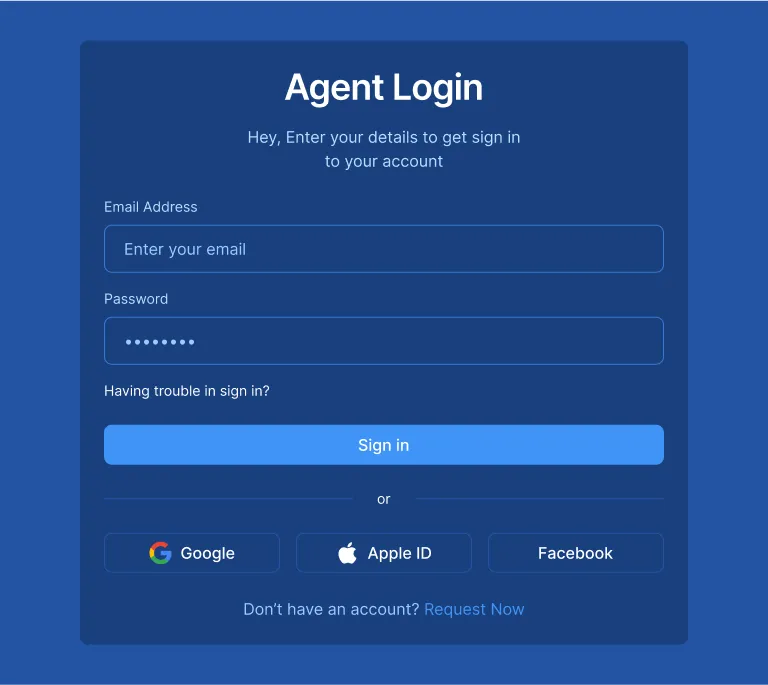 Agent Login
Hey, Enter your details to get sign in
to your account
Email Address
Enter your email
Password
••••••••
Having trouble in sign in?
Sign in
or
Google
Apple ID
Facebook
Don’t have an account? Request Now